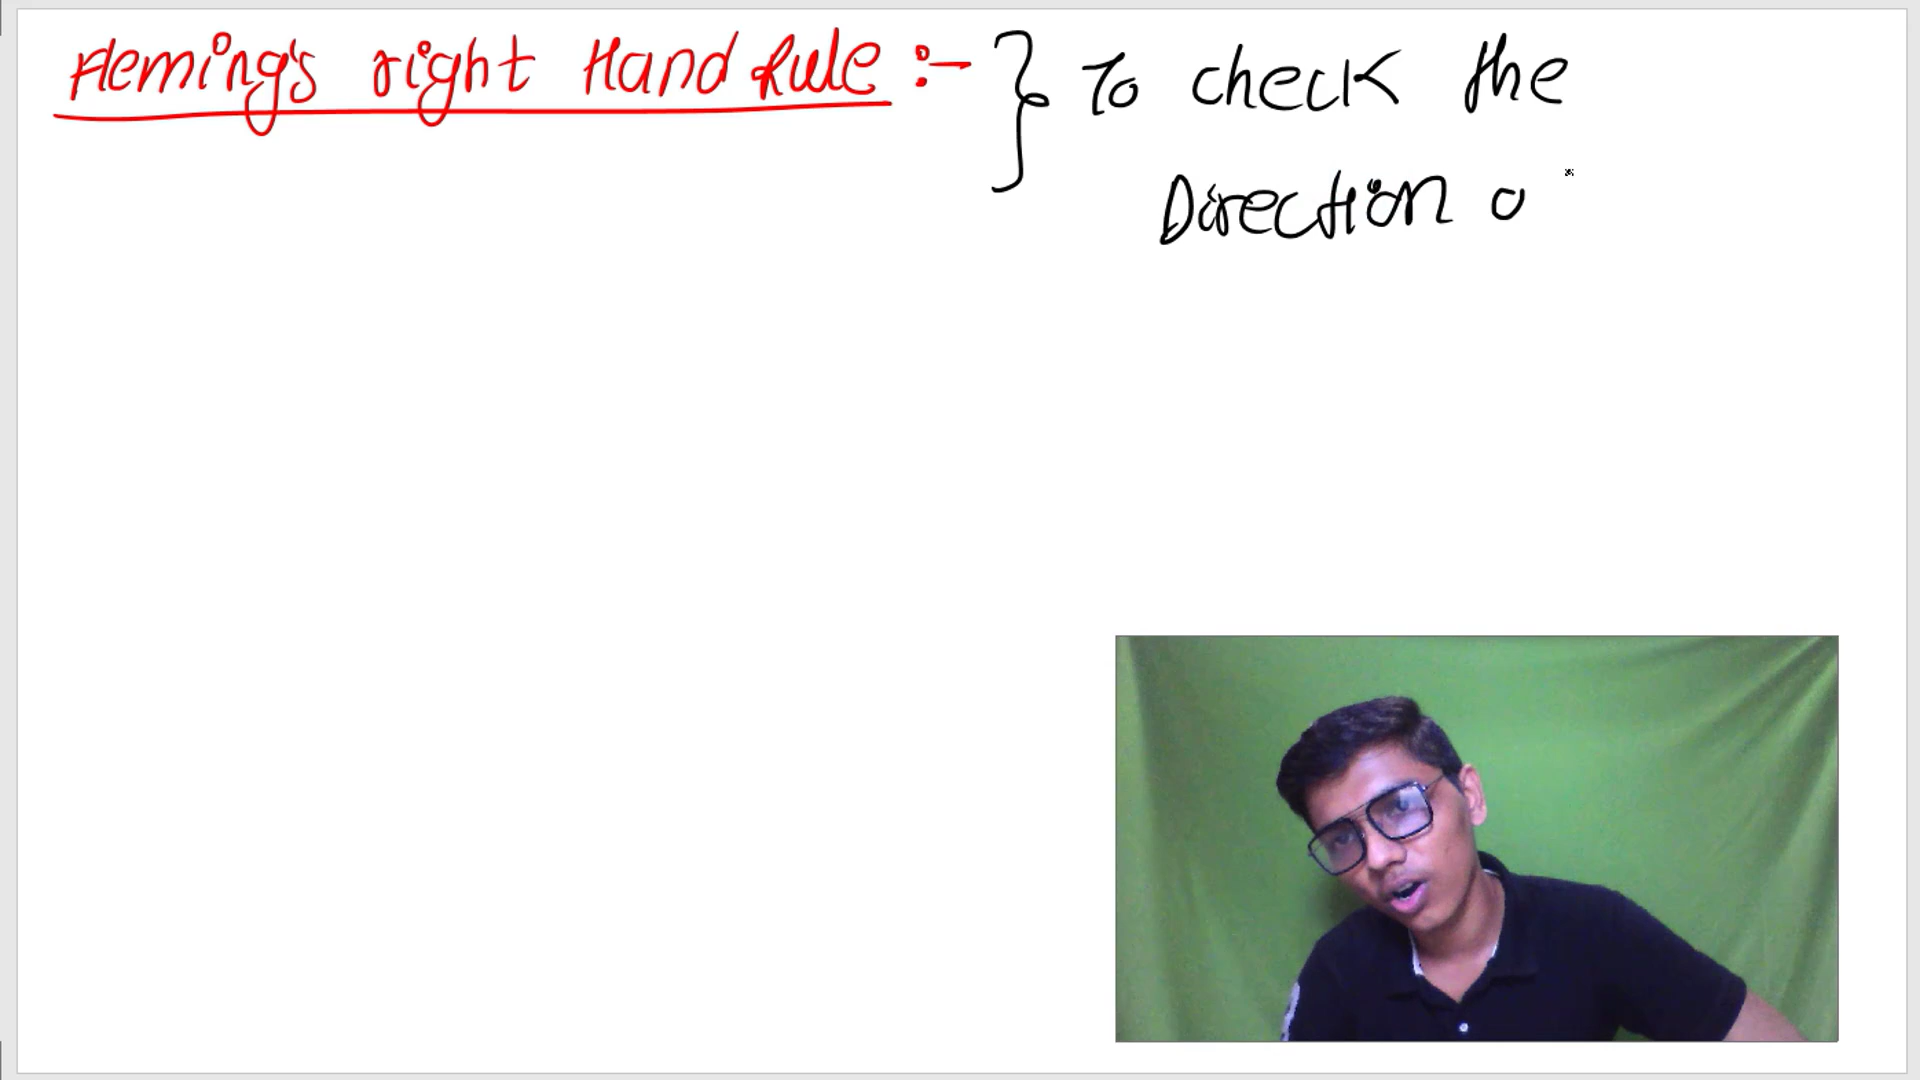 Fleming's right Hand Rule :- } To check the
Direction o